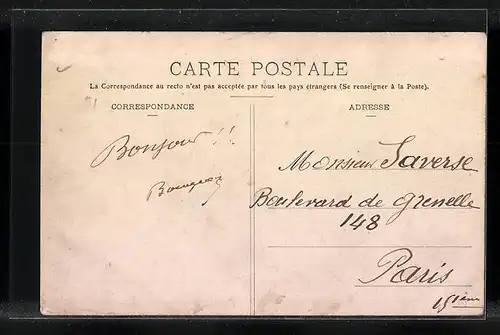 CARTE POSTALE
La Correspondance au recto n'est pas acceptée par tous les pays étrangers (Se renseigner à la Poste).
CORRESPONDANCE
ADRESSE
Bonjour !!
Monsieur Saverse
Boulevard de Grenelle
148
Paris
15ième